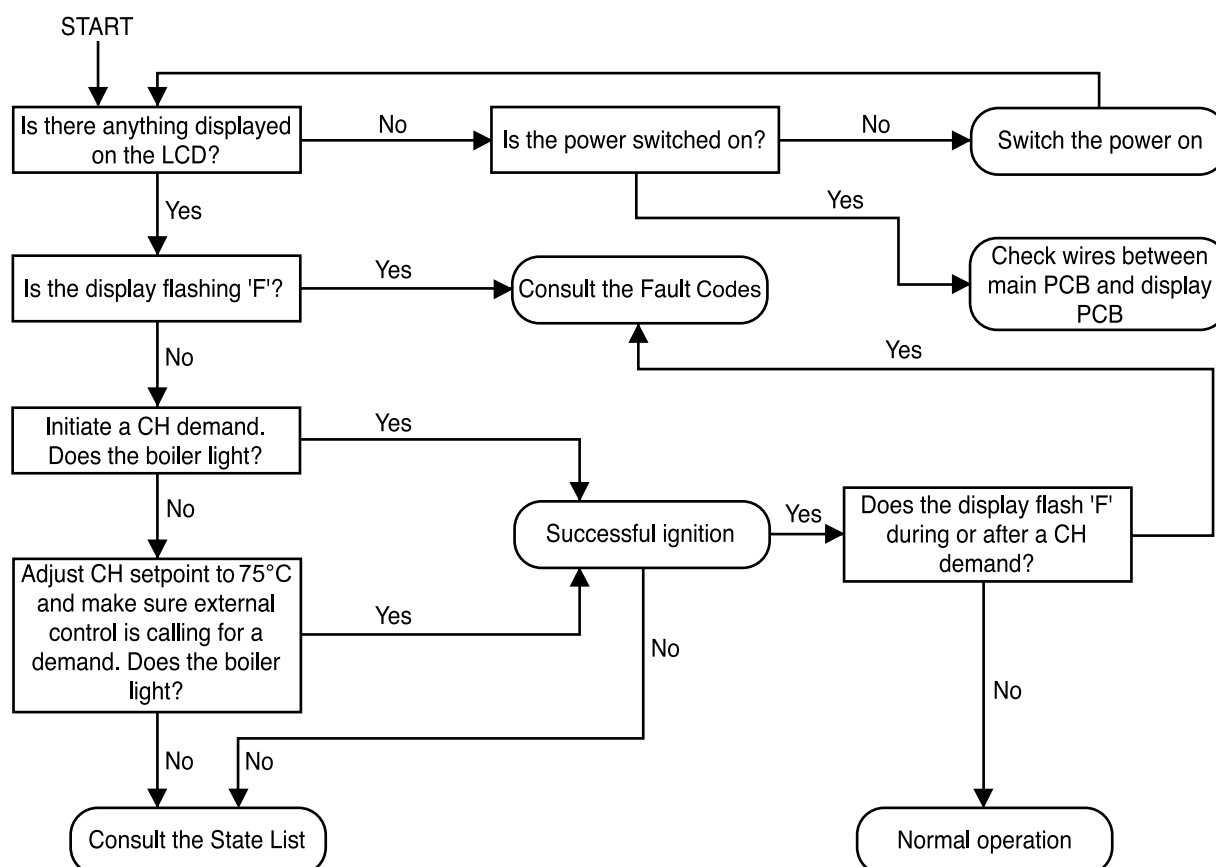 START
Is there anything displayed
on the LCD?
No
Is the power switched on?
No
Switch the power on
Yes
Yes
Check wires between
main PCB and display
PCB
Is the display flashing 'F'?
Yes
Consult the Fault Codes
No
Yes
Initiate a CH demand.
Does the boiler light?
Yes
No
Successful ignition
Yes
Does the display flash 'F'
during or after a CH
demand?
Adjust CH setpoint to 75°C
and make sure external
control is calling for a
demand. Does the boiler
light?
Yes
No
No
No
No
Consult the State List
Normal operation